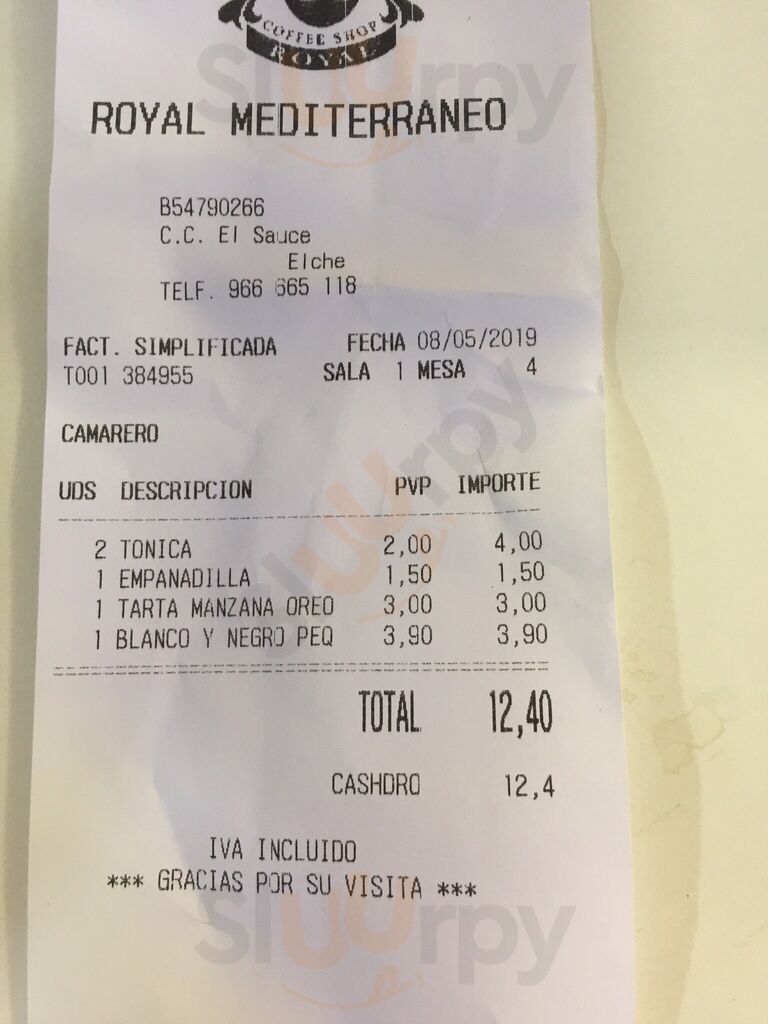 COFFEE SHOP
ROYAL
ROYAL MEDITERRANEO
B54790266
C.C. El Sauce
Elche
TELF. 966 665 118
FACT. SIMPLIFICADA FECHA 08/05/2019
T001 384955 SALA 1 MESA 4
CAMARERO
UDS DESCRIPCION PVP IMPORTE
2 TONICA 2,00 4,00
1 EMPANADILLA 1,50 1,50
1 TARTA MANZANA OREO 3,00 3,00
1 BLANCO Y NEGRO PEQ 3,90 3,90
TOTAL 12,40
CASHDRO 12,4
IVA INCLUIDO
*** GRACIAS POR SU VISITA ***
Sluurpy
Sluurpy
Sluurpy